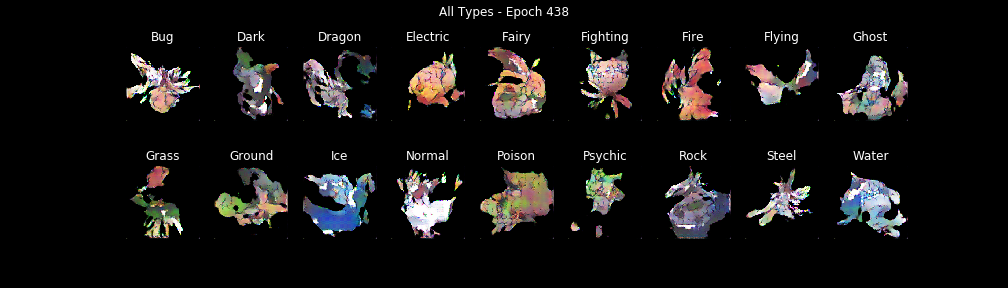 All Types - Epoch 438
Bug Dark Dragon Electric Fairy Fighting Fire Flying Ghost
Grass Ground Ice Normal Poison Psychic Rock Steel Water